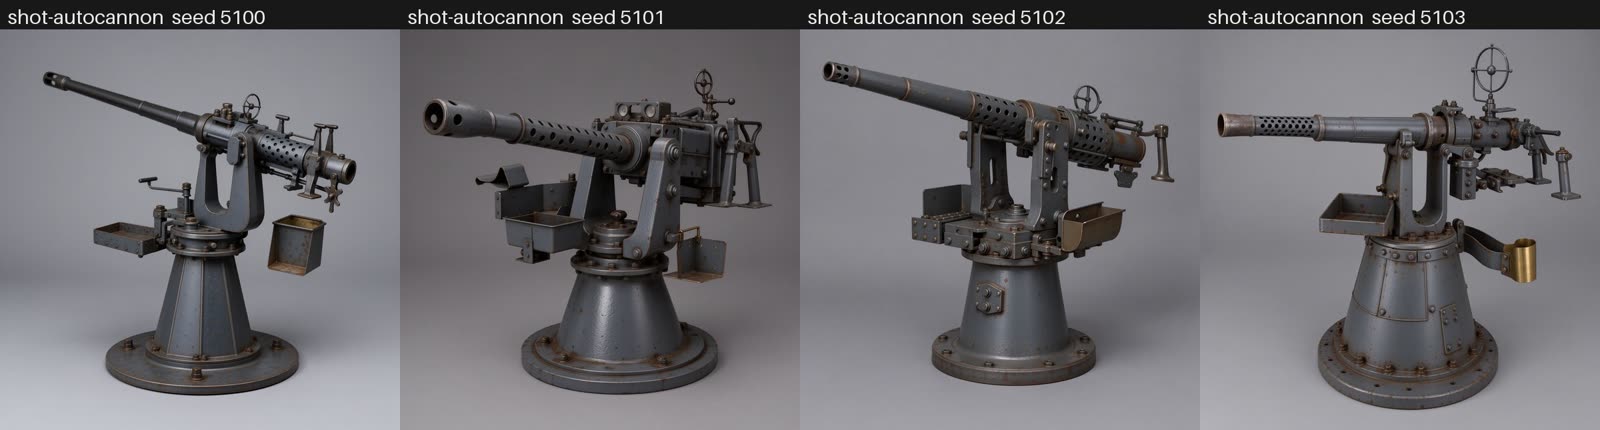 shot-autocannon seed 5100
shot-autocannon seed 5101
shot-autocannon seed 5102
shot-autocannon seed 5103